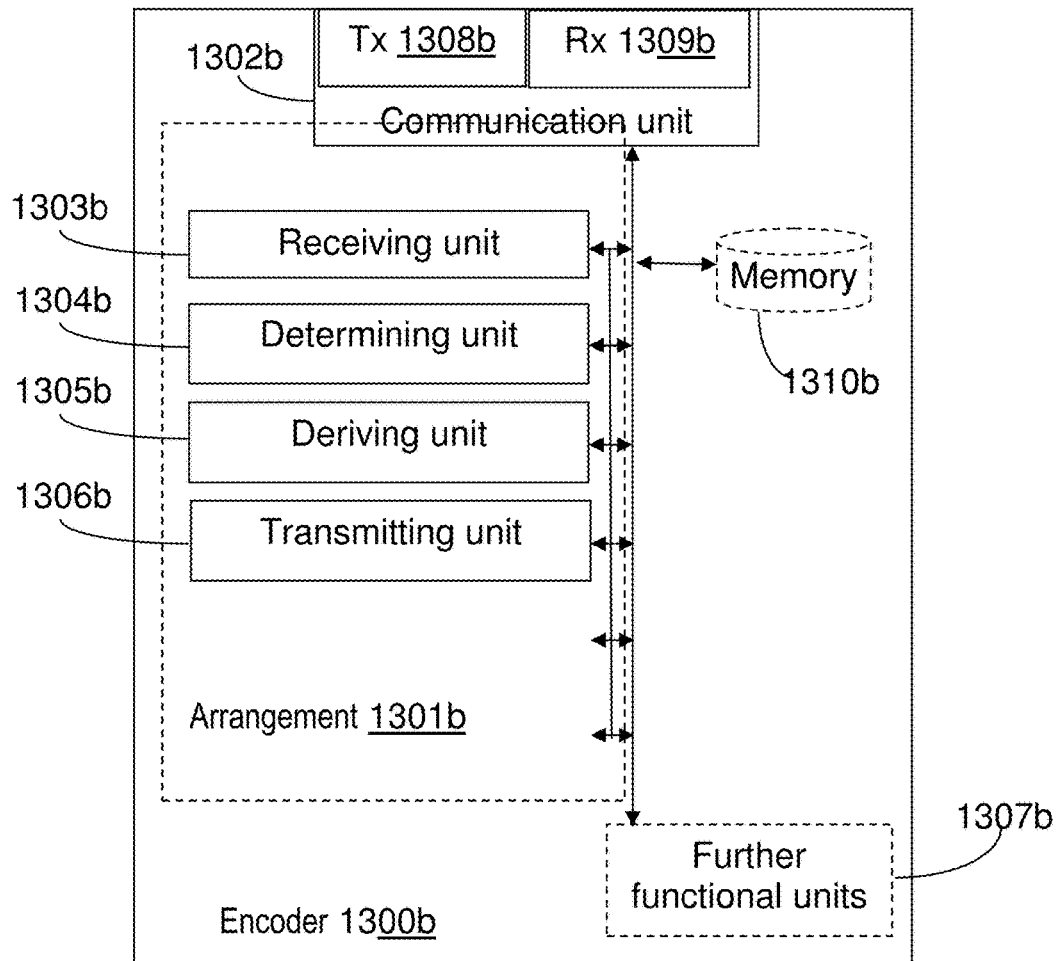 Tx 1308b
Rx 1309b
1302b
Communication unit
1303b
Receiving unit
Memory
1304b
Determining unit
1310b
1305b
Deriving unit
1306b
Transmitting unit
Arrangement 1301b
1307b
Further
functional units
Encoder 1300b